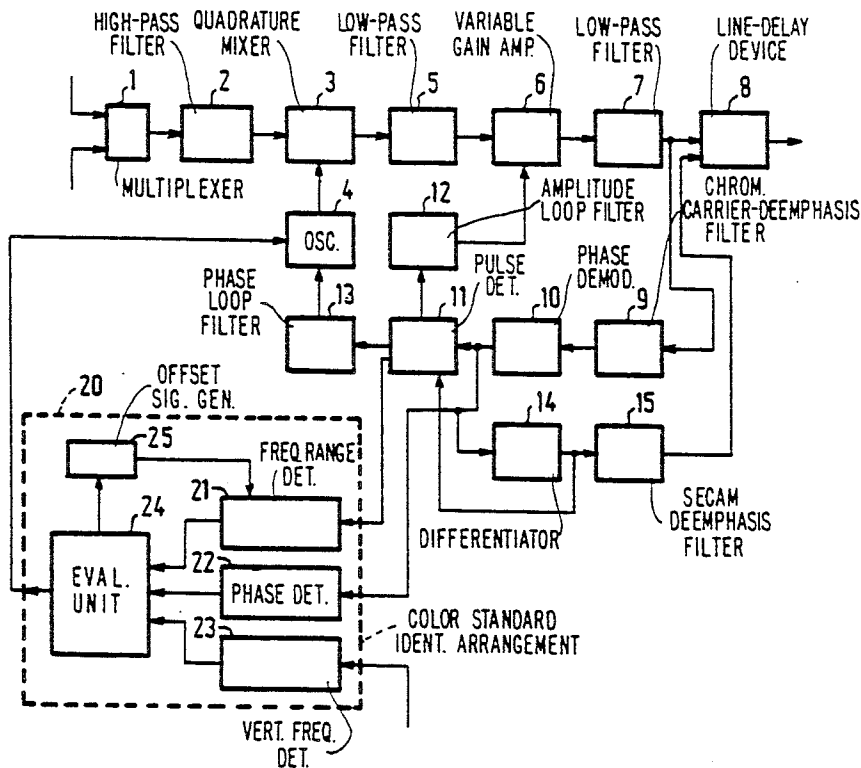 HIGH-PASS
FILTER
QUADRATURE
MIXER
LOW-PASS
FILTER
VARIABLE
GAIN AMP.
LOW-PASS
FILTER
LINE-DELAY
DEVICE
1
2
3
5
6
7
8
MULTIPLEXER
4
OSC.
12
AMPLITUDE
LOOP FILTER
CHROM.
CARRIER-DEEMPHASIS
FILTER
PHASE
LOOP
FILTER
13
PULSE
DET.
11
PHASE
DEMOD.
10
9
20
OFFSET
SIG. GEN.
25
14
15
FREQ.RANGE
DET.
21
24
EVAL.
UNIT
22
PHASE DET.
23
DIFFERENTIATOR
SECAM
DEEMPHASIS
FILTER
COLOR STANDARD
IDENT. ARRANGEMENT
VERT. FREQ.
DET.